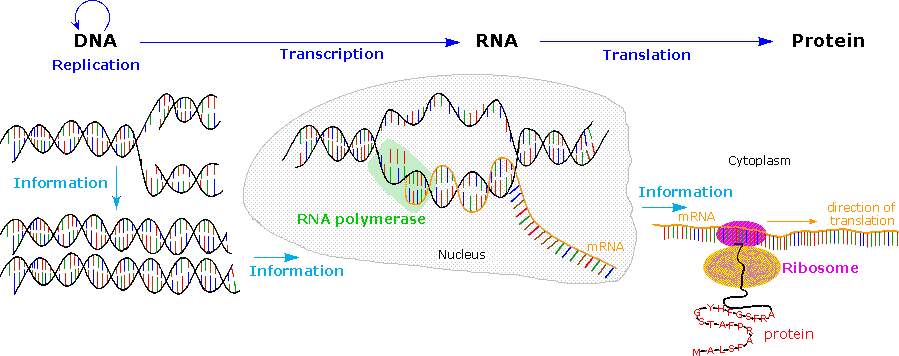 DNA
RNA
Protein
Replication
Transcription
Translation
Information
RNA polymerase
mRNA
Nucleus
Information
Cytoplasm
Information
mRNA
direction of
translation
Ribosome
protein